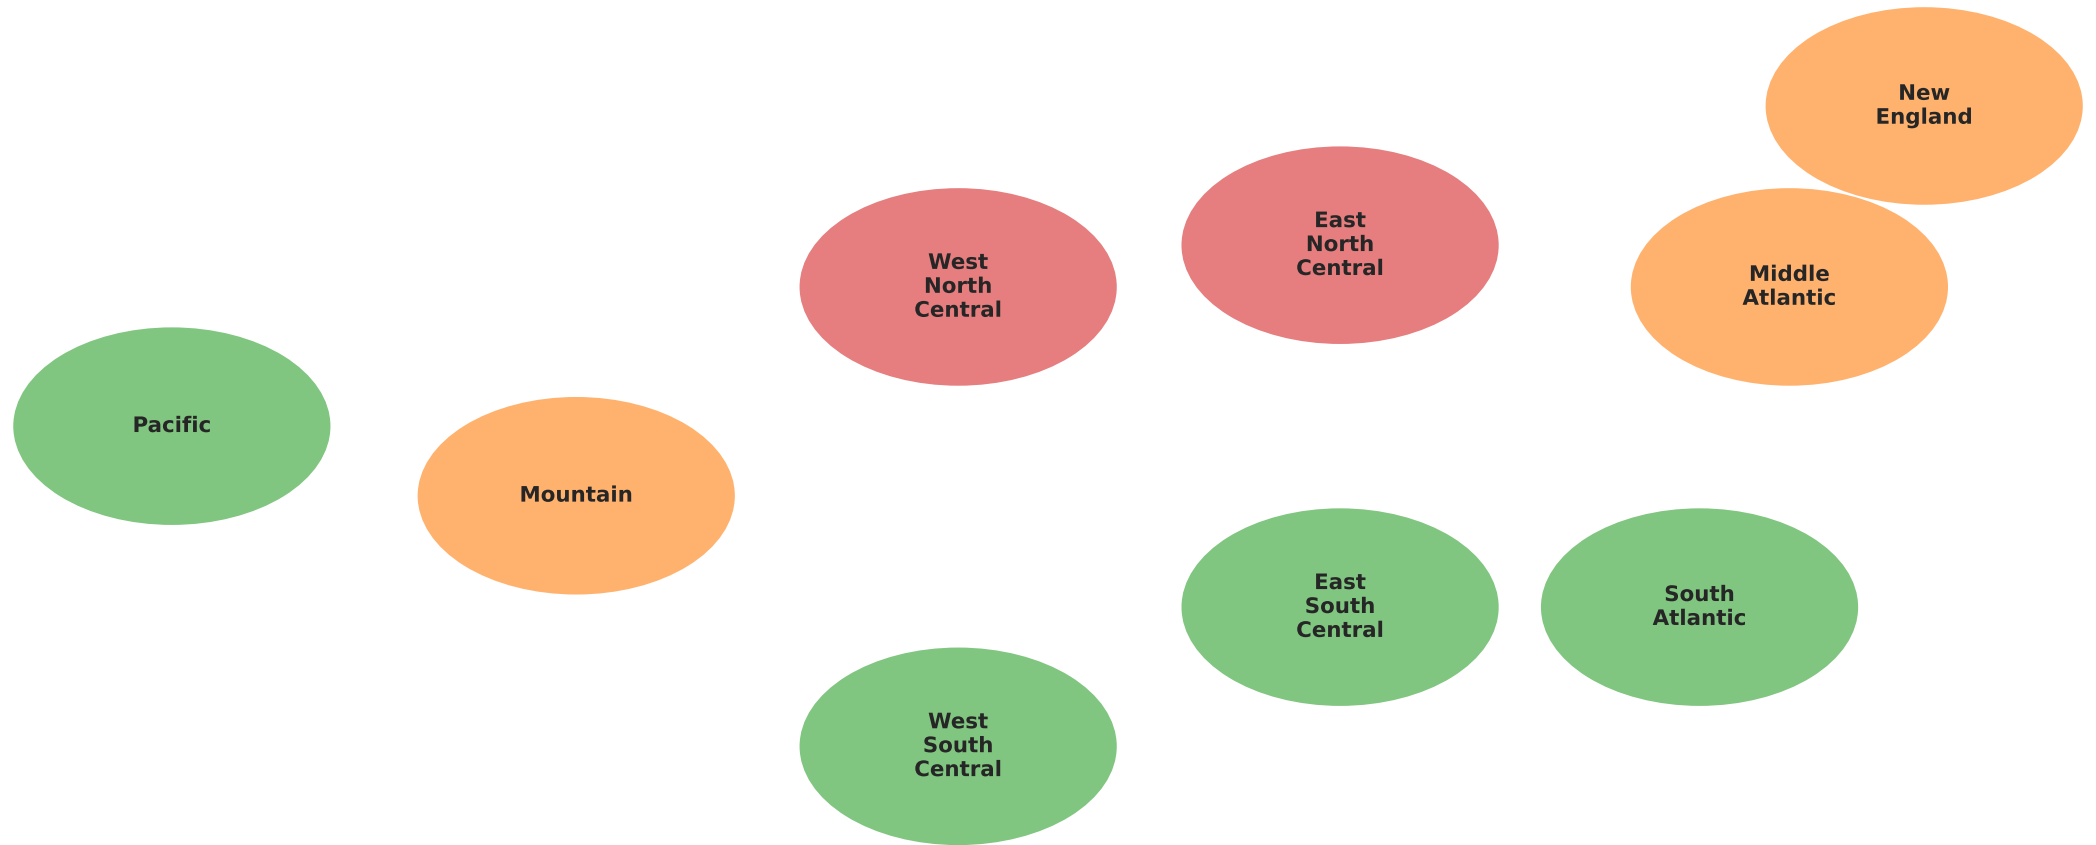 New
England
East
North
Central
West
North
Central
Middle
Atlantic
Pacific
Mountain
East
South
Central
South
Atlantic
West
South
Central